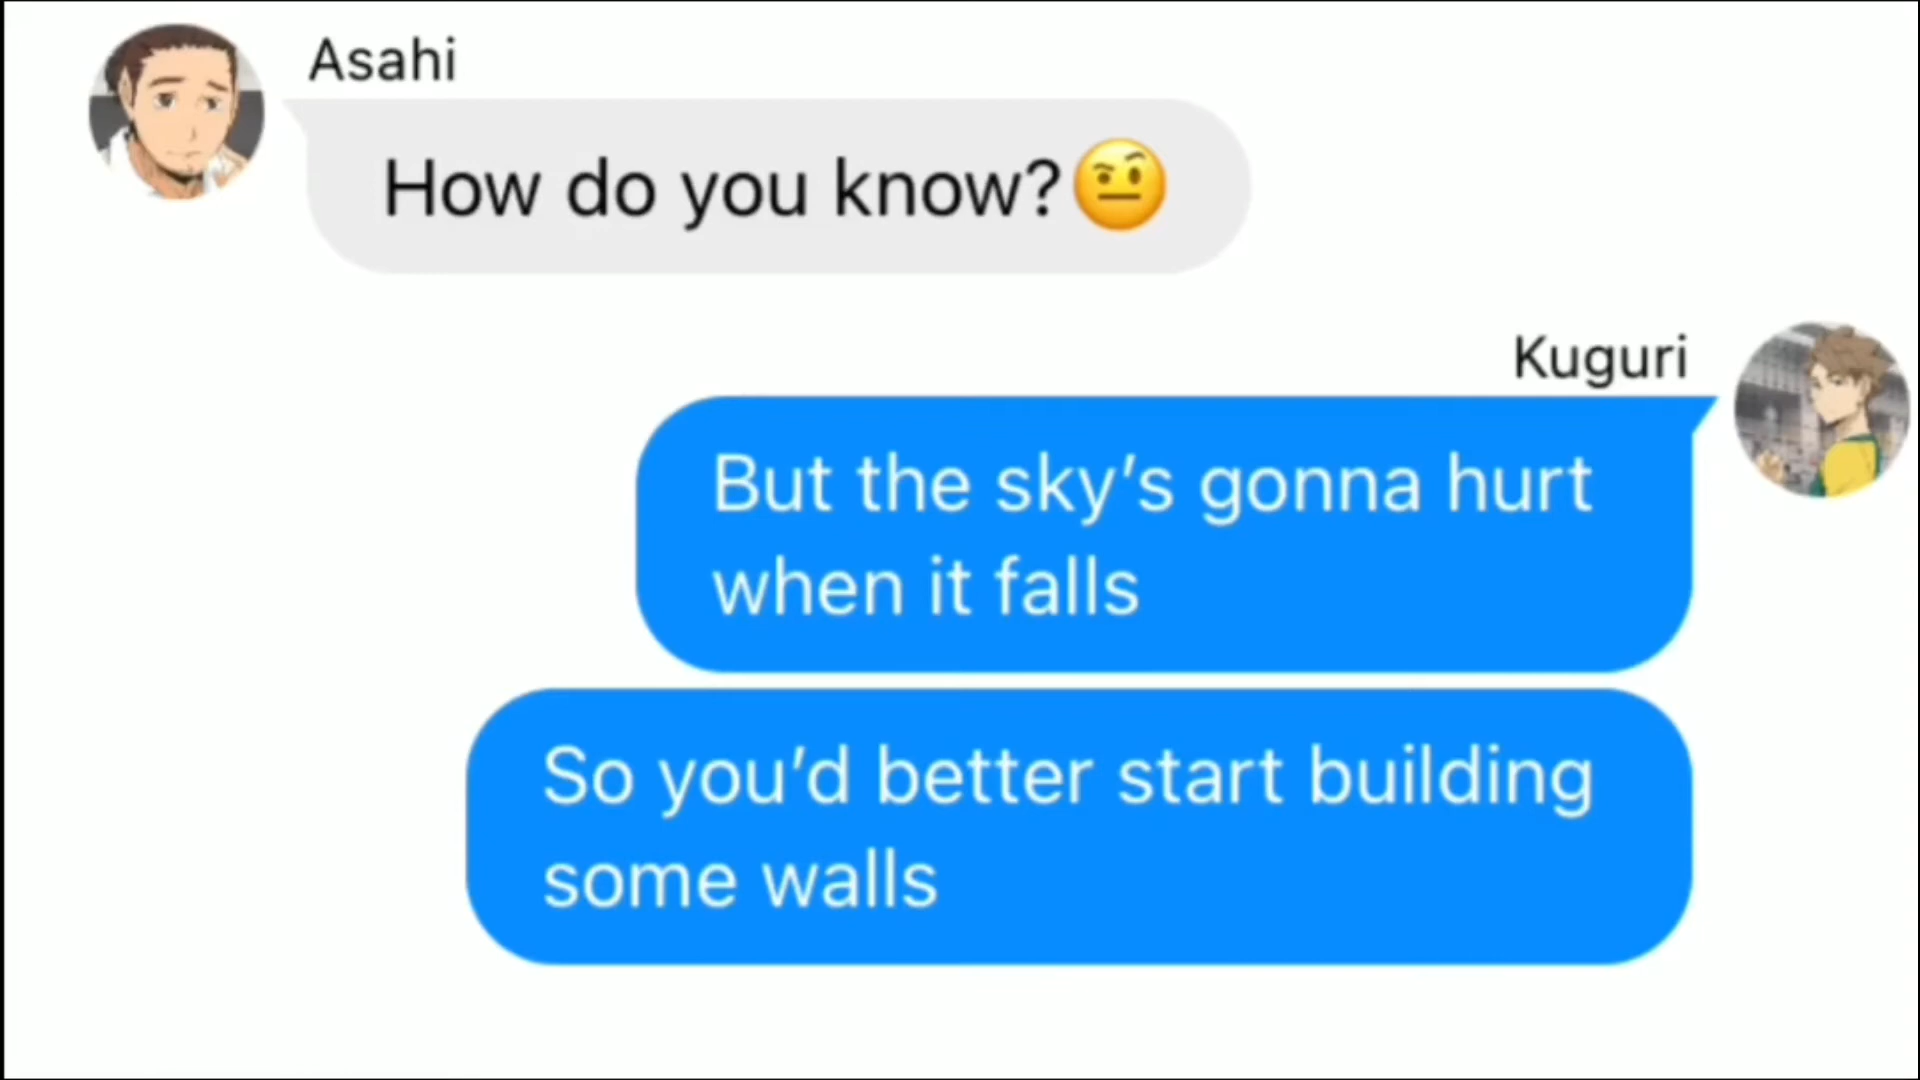 Asahi
How do you know?🤨
Kuguri
But the sky’s gonna hurt
when it falls
So you’d better start building
some walls